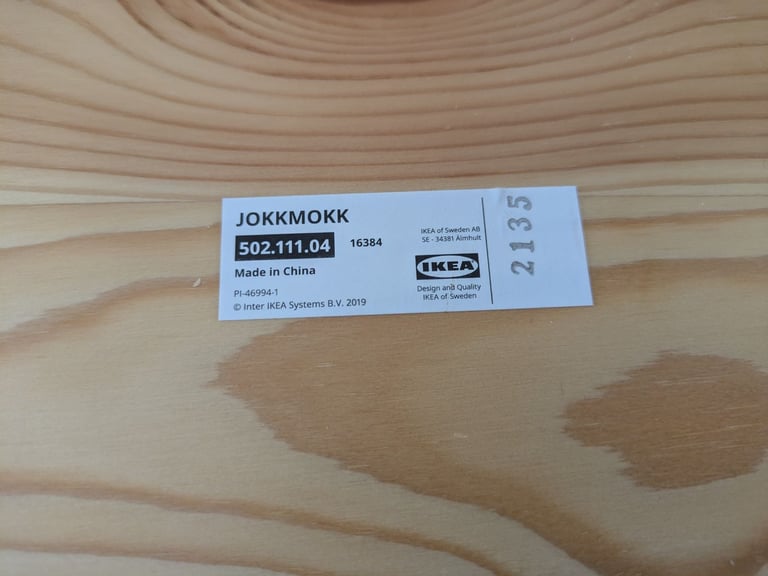 JOKKMOKK
502.111.04 16384
Made in China
PI-46994-1
© Inter IKEA Systems B.V. 2019
IKEA of Sweden AB
SE - 34381 Älmhult
IKEA
Design and Quality
IKEA of Sweden
2135